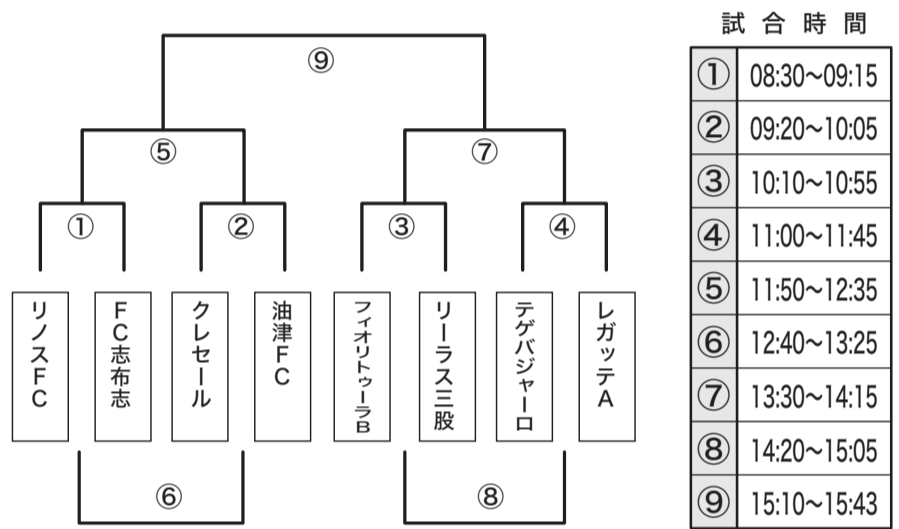 試合時間
⑨
⑤
⑦
①
②
③
④
リノスFC
FC志布志
クレセール
油津FC
フィオリトゥーラB
リーラス三股
テゲバジャーロ
レガッテA
⑥
⑧
① 08:30～09:15
② 09:20～10:05
③ 10:10～10:55
④ 11:00～11:45
⑤ 11:50～12:35
⑥ 12:40～13:25
⑦ 13:30～14:15
⑧ 14:20～15:05
⑨ 15:10～15:43